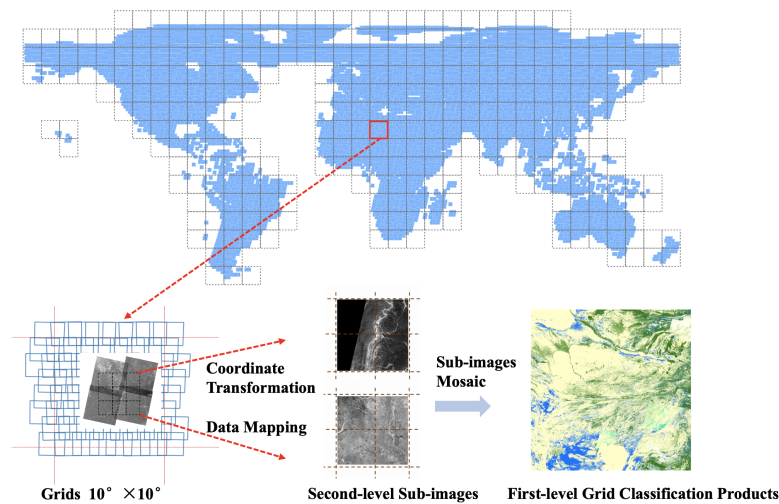 Coordinate
Transformation
Data Mapping
Sub-images
Mosaic
Grids 10° ×10°
Second-level Sub-images
First-level Grid Classification Products